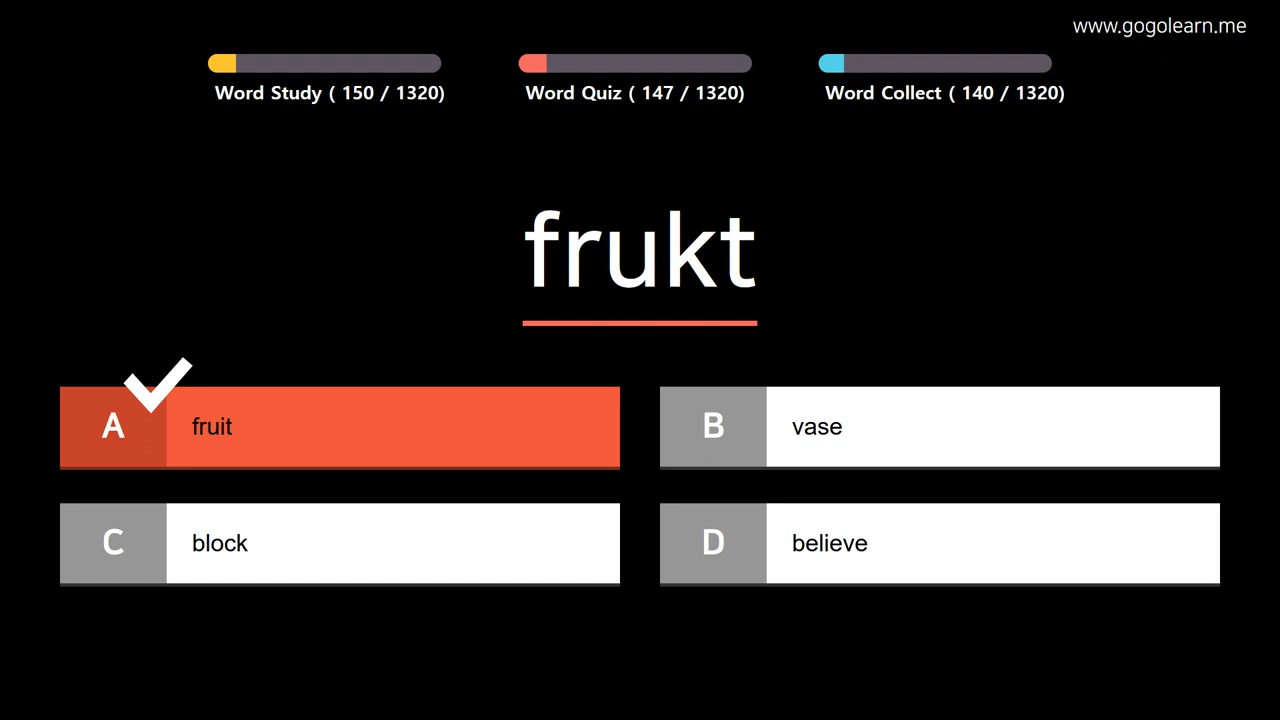 www.gogolearn.me
Word Study ( 150 / 1320)
Word Quiz ( 147 / 1320)
Word Collect ( 140 / 1320)
frukt
A fruit
B vase
C block
D believe